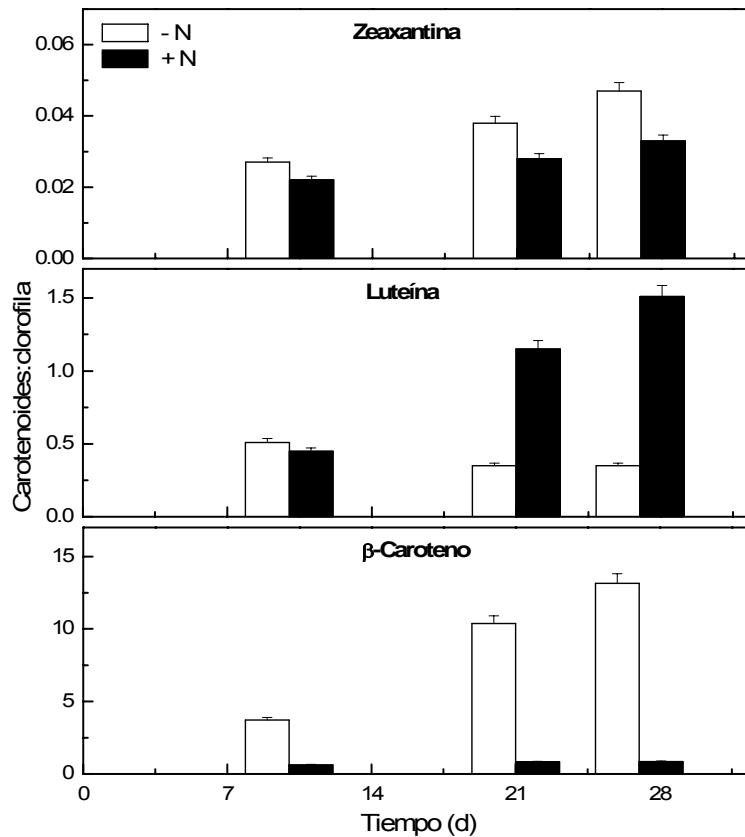 Zeaxantina
- N
+ N
0.06
0.04
0.02
0.00
Luteína
1.5
1.0
0.5
0.0
Carotenoides:clorofila
β-Caroteno
15
10
5
0
0 7 14 21 28
Tiempo (d)